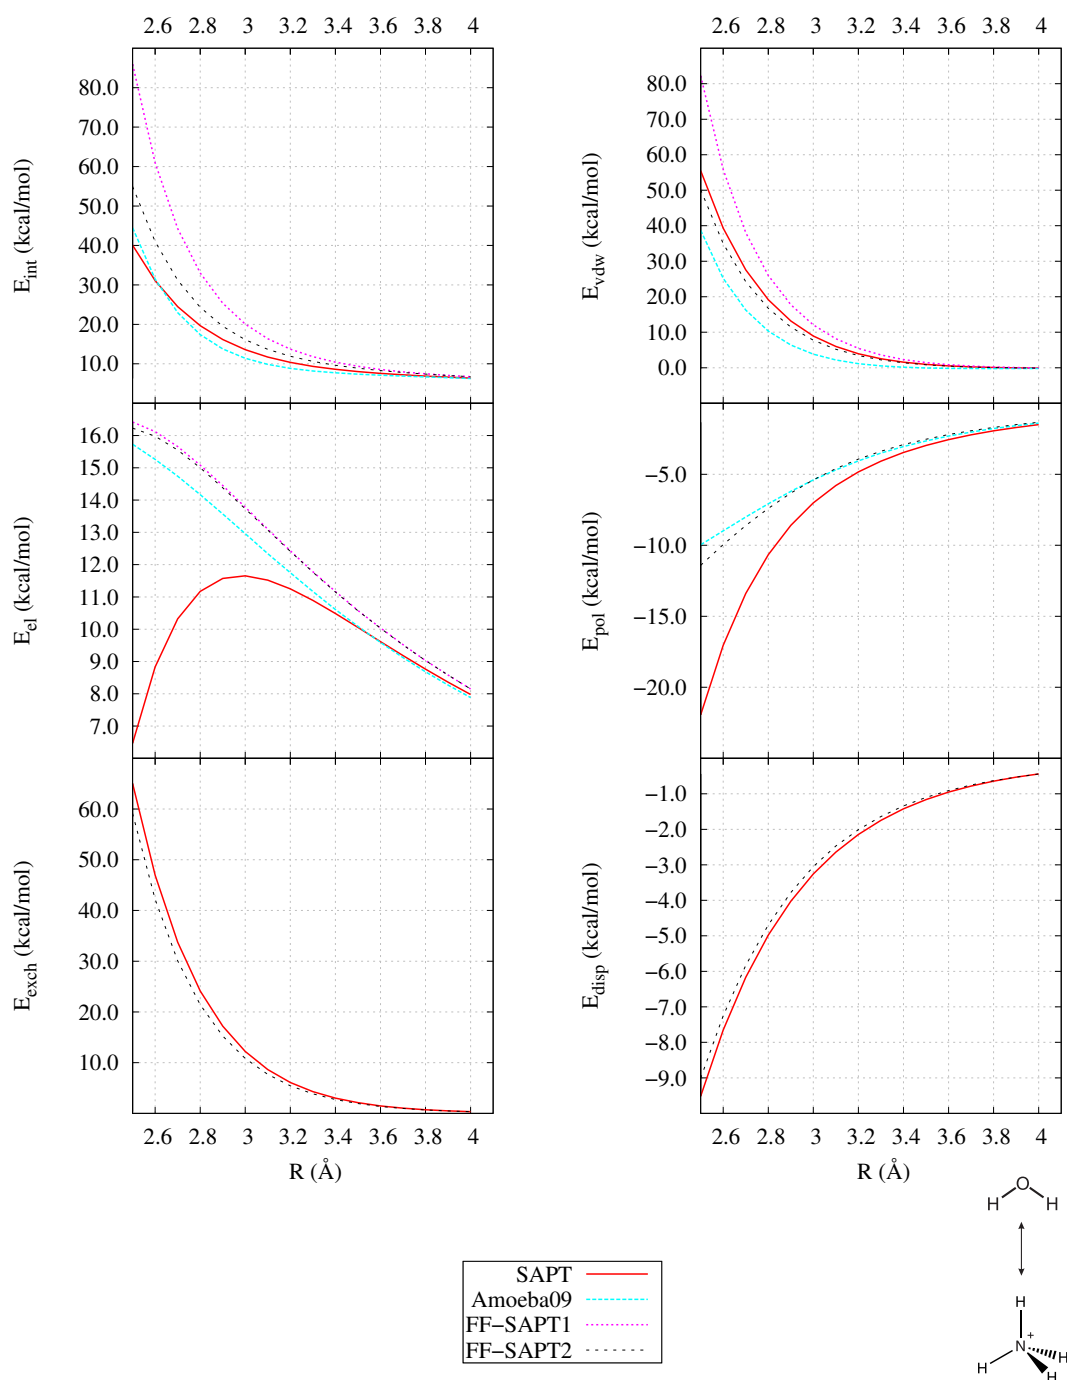 2.6 2.8 3 3.2 3.4 3.6 3.8 4
2.6 2.8 3 3.2 3.4 3.6 3.8 4
E_int (kcal/mol)
80.0
70.0
60.0
50.0
40.0
30.0
20.0
10.0
E_vdw (kcal/mol)
80.0
70.0
60.0
50.0
40.0
30.0
20.0
10.0
0.0
E_el (kcal/mol)
16.0
15.0
14.0
13.0
12.0
11.0
10.0
9.0
8.0
7.0
E_pol (kcal/mol)
−5.0
−10.0
−15.0
−20.0
E_exch (kcal/mol)
60.0
50.0
40.0
30.0
20.0
10.0
E_disp (kcal/mol)
−1.0
−2.0
−3.0
−4.0
−5.0
−6.0
−7.0
−8.0
−9.0
2.6 2.8 3 3.2 3.4 3.6 3.8 4
R (Å)
2.6 2.8 3 3.2 3.4 3.6 3.8 4
R (Å)
SAPT
Amoeba09
FF−SAPT1
FF−SAPT2
O
H H
H
N+
H H
H